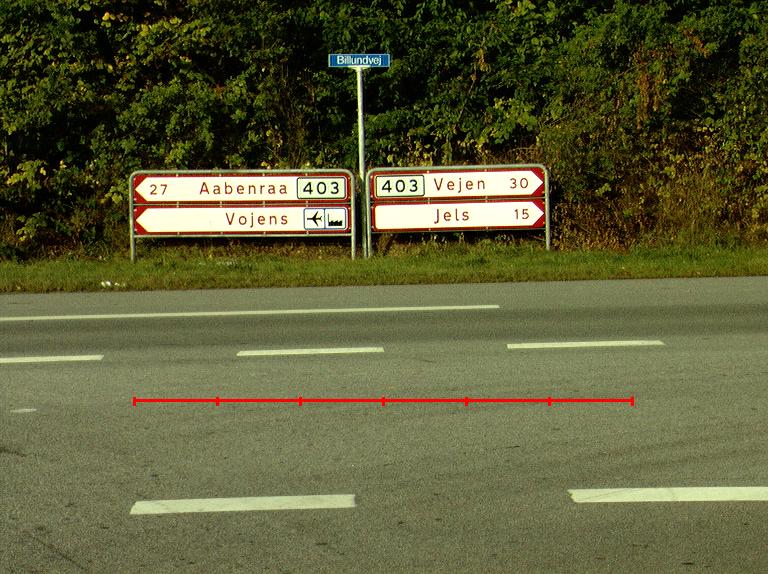 Billundvej
27 Aabenraa 403
Vojens
403 Vejen 30
Jels 15